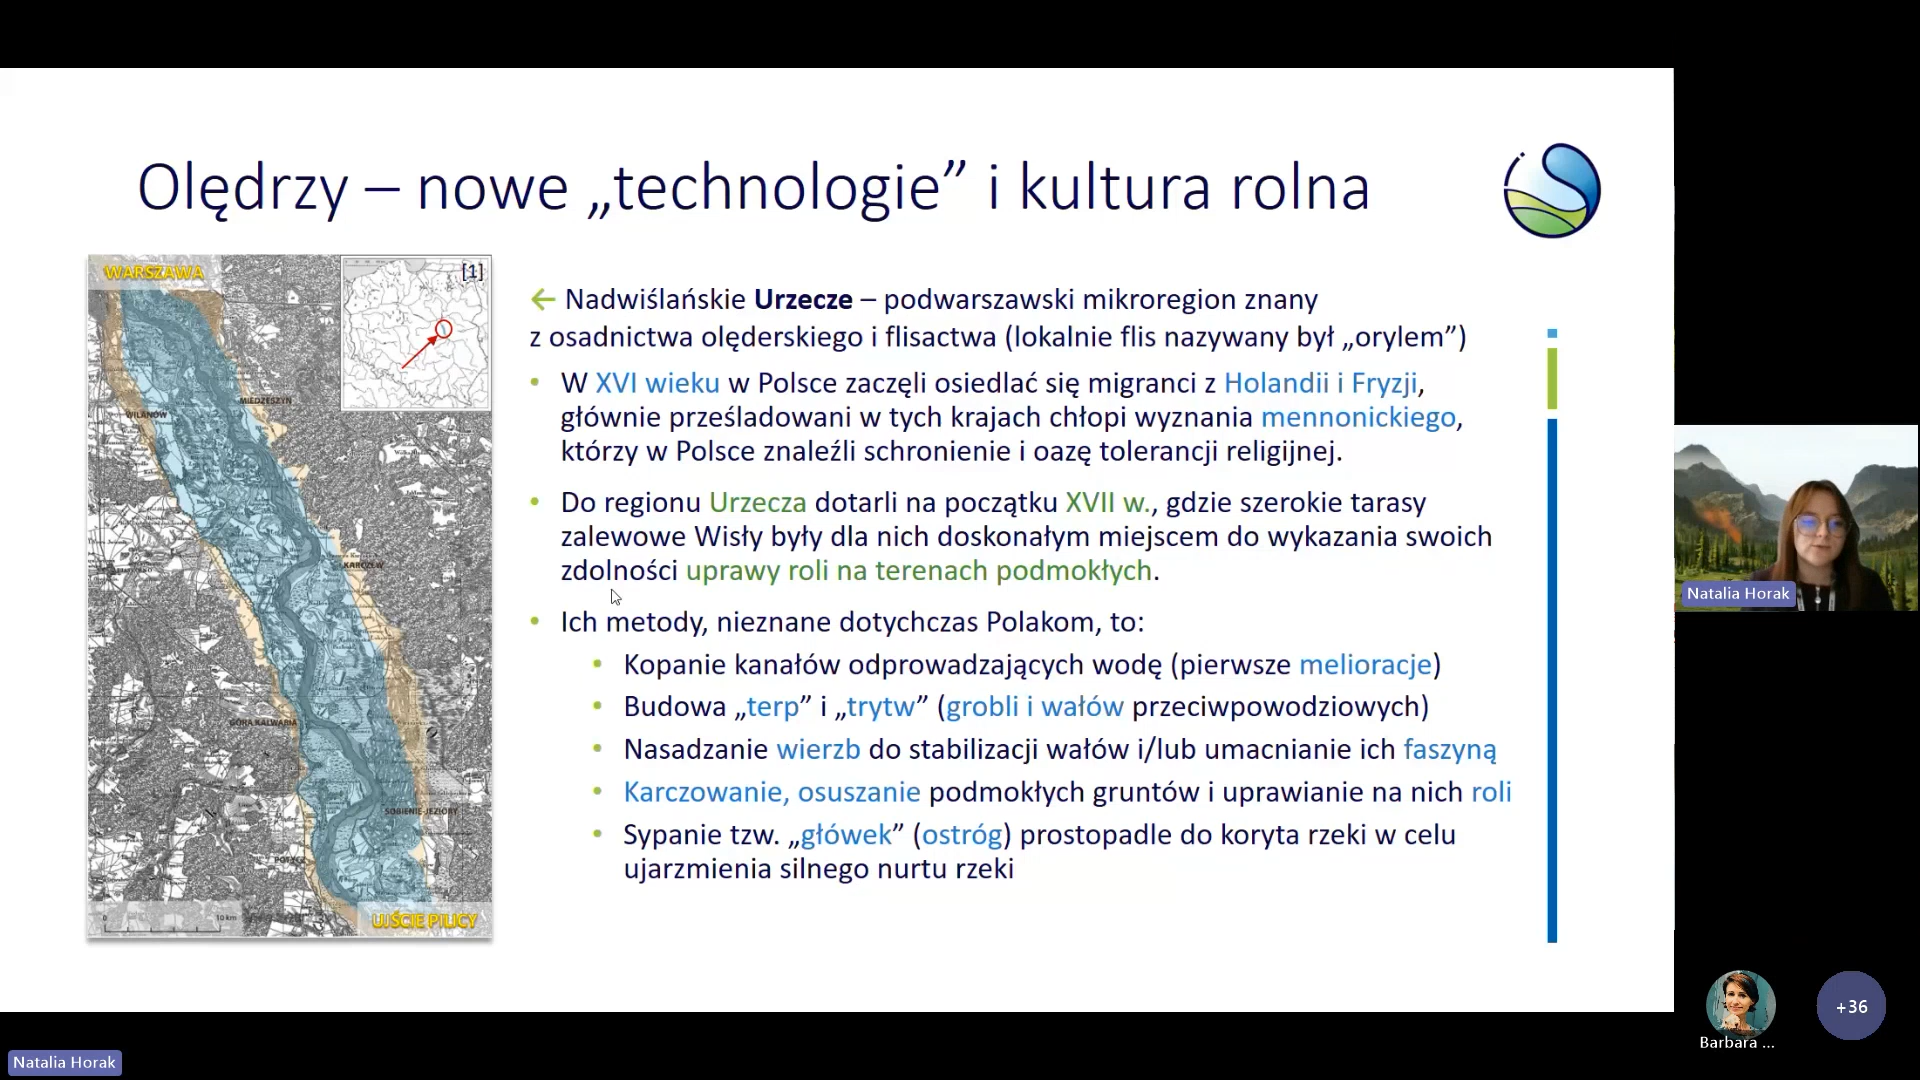 Olędrzy – nowe „technologie” i kultura rolna
WARSZAWA
[1]
WILANÓW
MIEDZESZYN
KARCZEW
GÓRA KALWARIA
SOBIENIE-JEZIORY
0
10 km
UJŚCIE PILICY
← Nadwiślańskie Urzecze – podwarszawski mikroregion znany
z osadnictwa olęderskiego i flisactwa (lokalnie flis nazywany był „orylem”)
• W XVI wieku w Polsce zaczęli osiedlać się migranci z Holandii i Fryzji,
głównie prześladowani w tych krajach chłopi wyznania mennonickiego,
którzy w Polsce znaleźli schronienie i oazę tolerancji religijnej.
• Do regionu Urzecza dotarli na początku XVII w., gdzie szerokie tarasy
zalewowe Wisły były dla nich doskonałym miejscem do wykazania swoich
zdolności uprawy roli na terenach podmokłych.
• Ich metody, nieznane dotychczas Polakom, to:
• Kopanie kanałów odprowadzających wodę (pierwsze melioracje)
• Budowa „terp” i „trytw” (grobli i wałów przeciwpowodziowych)
• Nasadzanie wierzb do stabilizacji wałów i/lub umacnianie ich faszyną
• Karczowanie, osuszanie podmokłych gruntów i uprawianie na nich roli
• Sypanie tzw. „główek” (ostróg) prostopadle do koryta rzeki w celu
ujarzmienia silnego nurtu rzeki
Natalia Horak
+36
Barbara ...
Natalia Horak